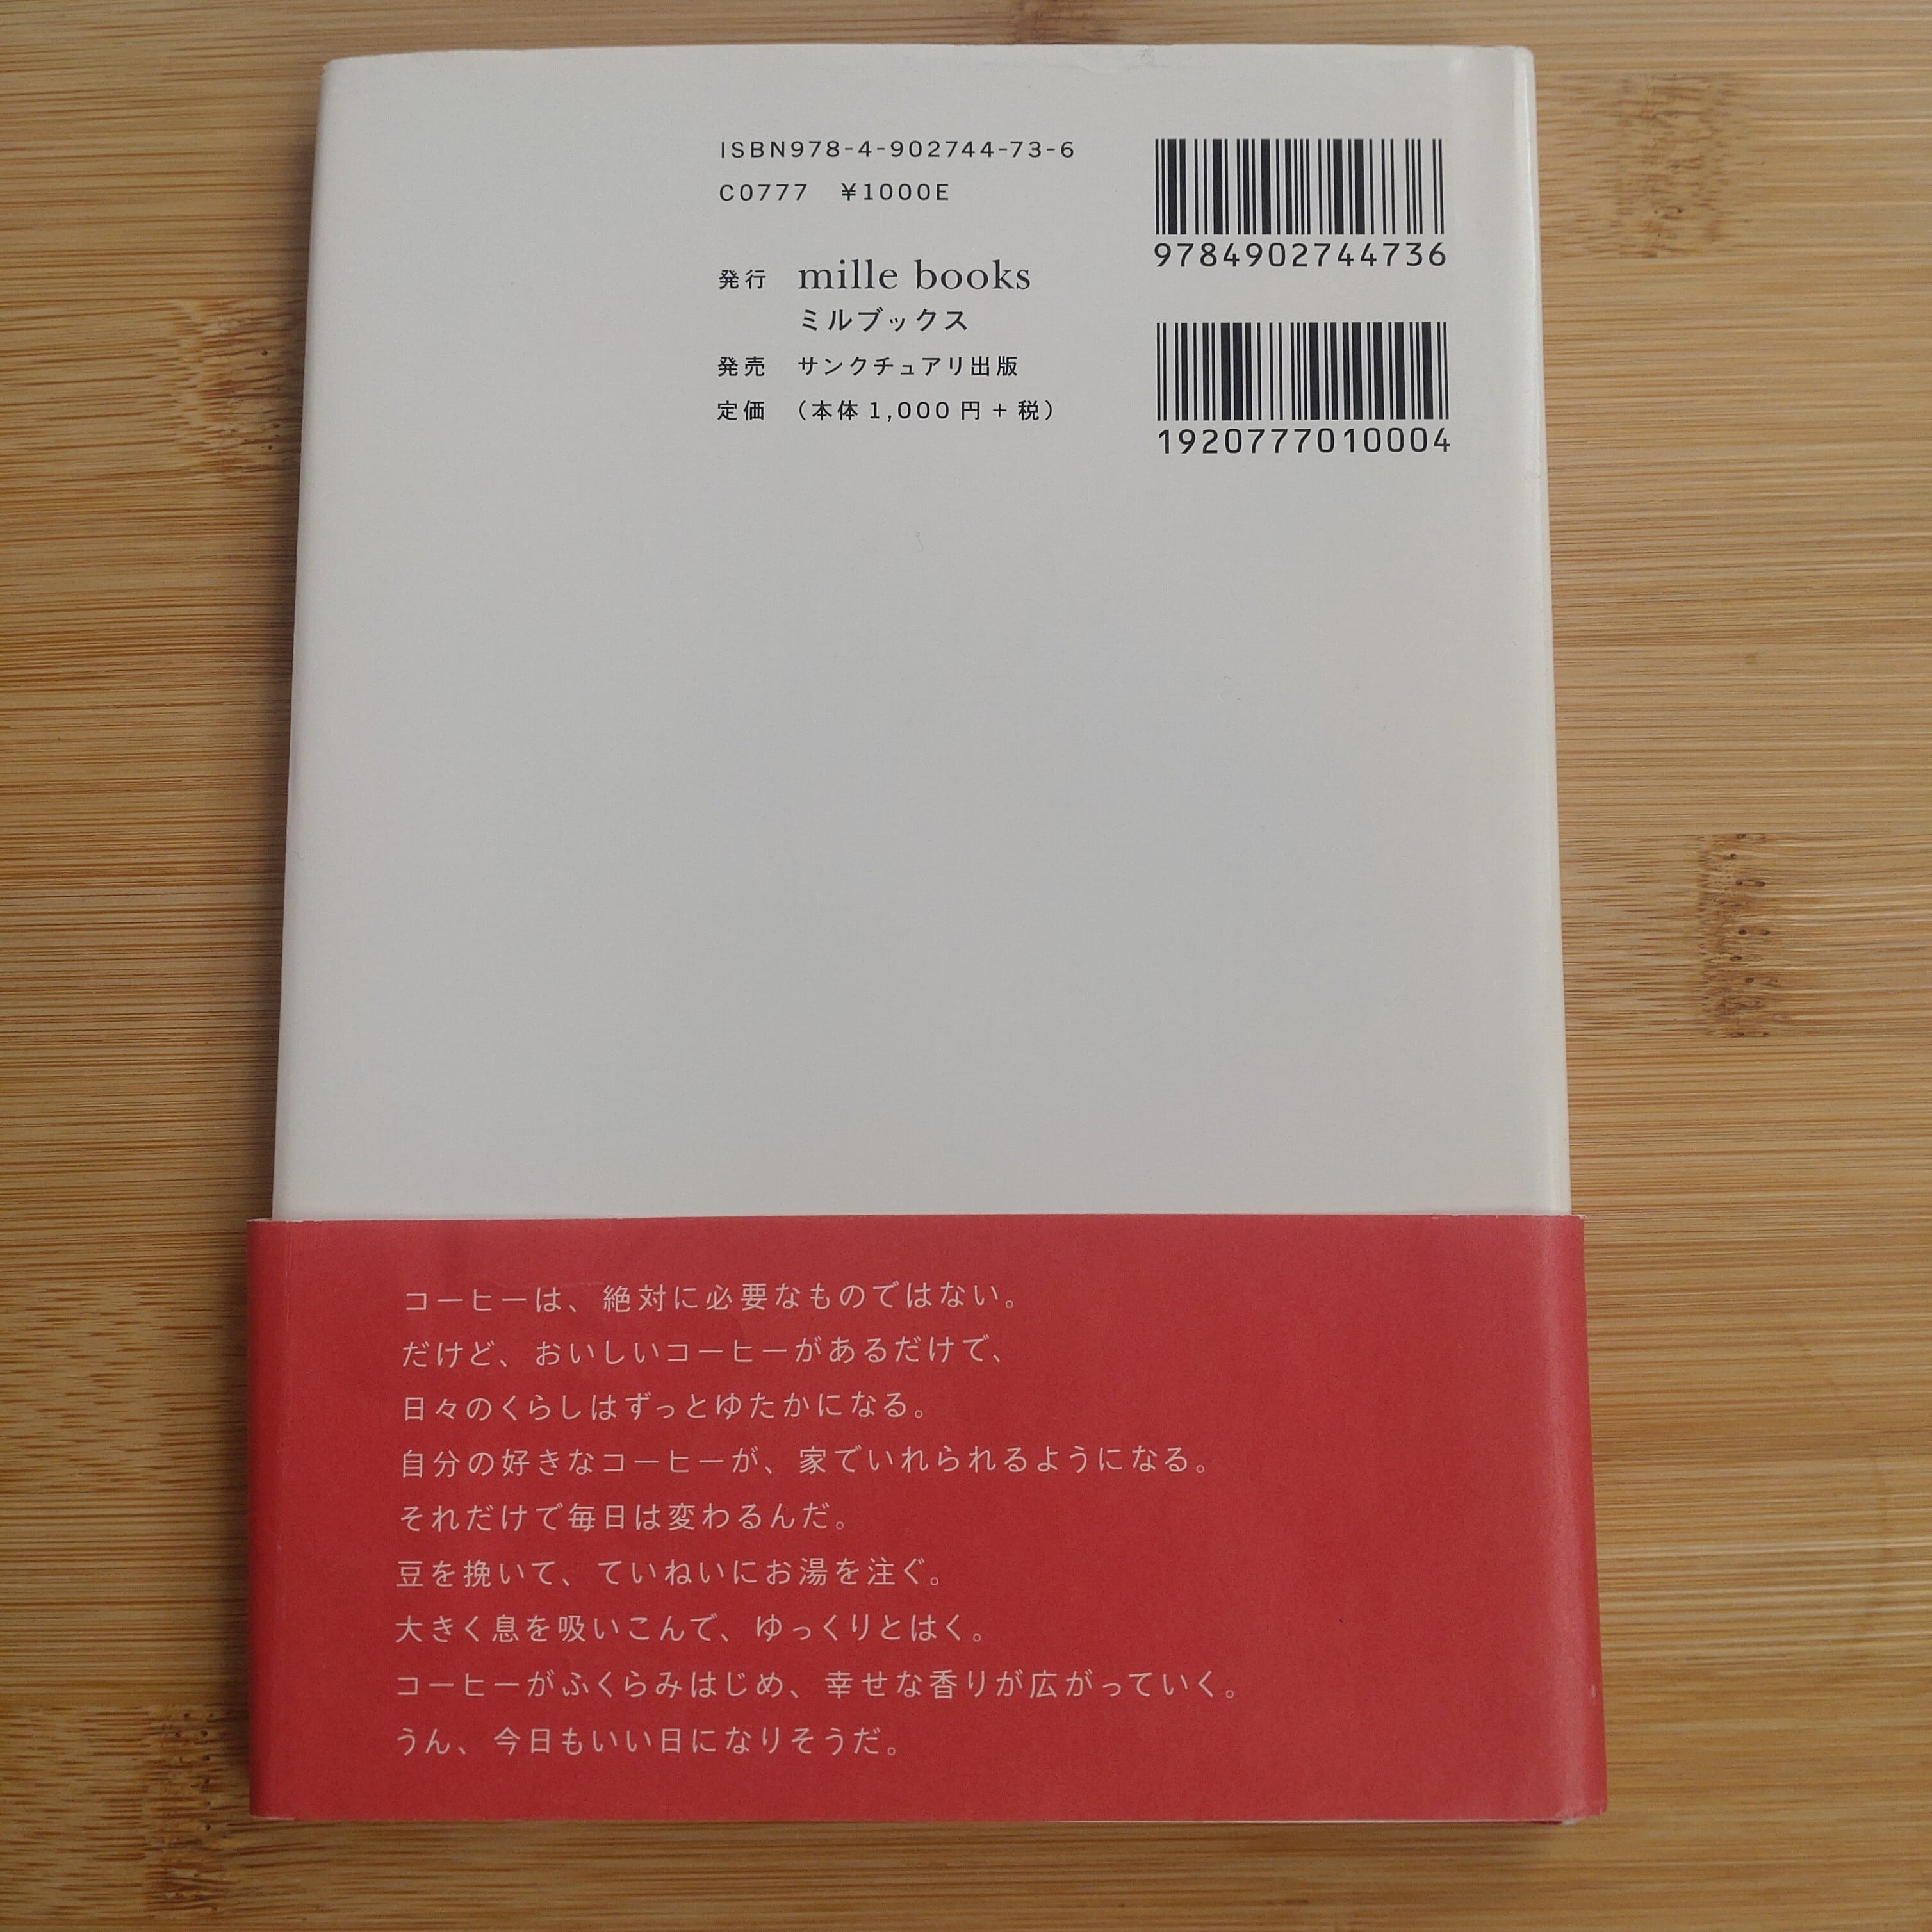 ISBN978-4-902744-73-6
C0777 ¥1000E
発行 mille books
ミルブックス
発売 サンクチュアリ出版
定価 (本体1,000円+税)
9784902744736
1920777010004
コーヒーは、絶対に必要なものではない。
だけど、おいしいコーヒーがあるだけで、
日々のくらしはずっとゆたかになる。
自分の好きなコーヒーが、家でいれられるようになる。
それだけで毎日は変わるんだ。
豆を挽いて、ていねいにお湯を注ぐ。
大きく息を吸いこんで、ゆっくりとはく。
コーヒーがふくらみはじめ、幸せな香りが広がっていく。
うん、今日もいい日になりそうだ。